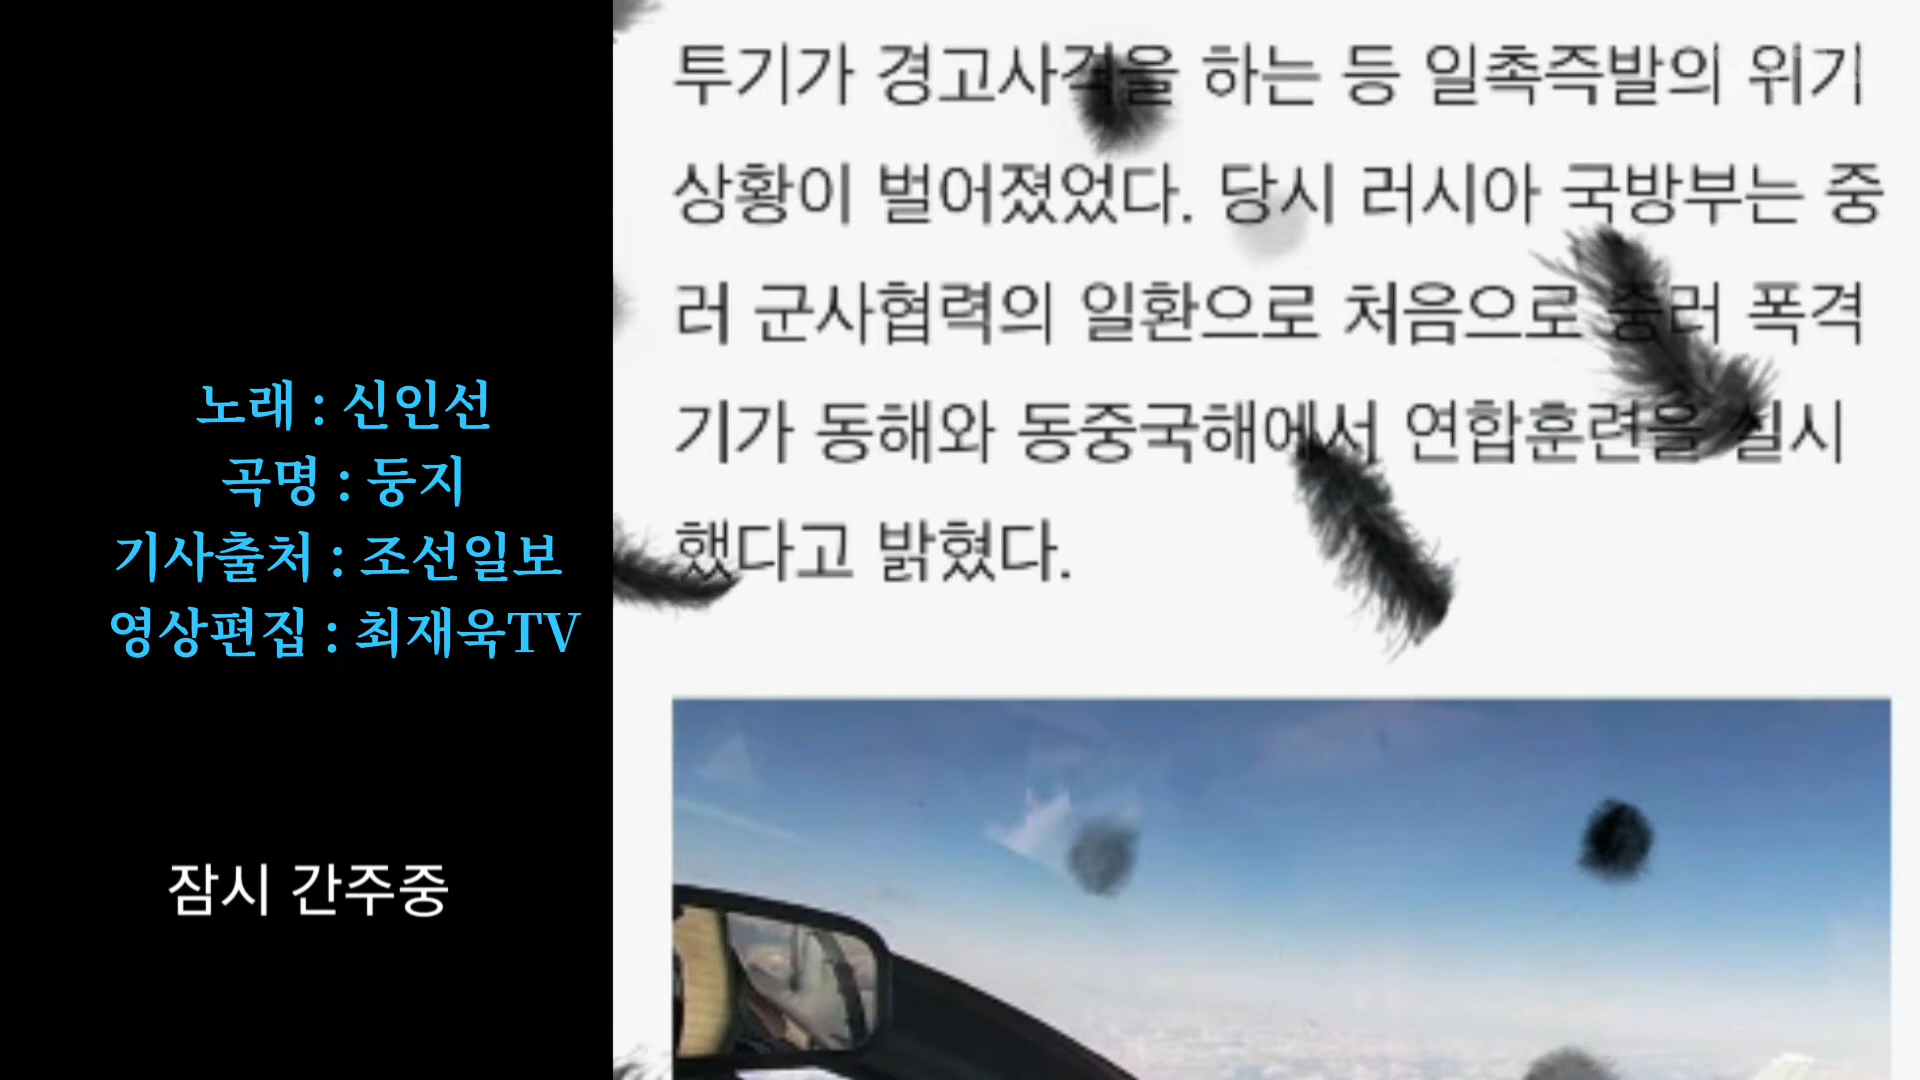 노래 : 신인선
곡명 : 둥지
기사출처 : 조선일보
영상편집 : 최재욱TV
잠시 간주중
투기가 경고사격을 하는 등 일촉즉발의 위기
상황이 벌어졌었다. 당시 러시아 국방부는 중
러 군사협력의 일환으로 처음으로 중러 폭격
기가 동해와 동중국해에서 연합훈련을 실시
했다고 밝혔다.